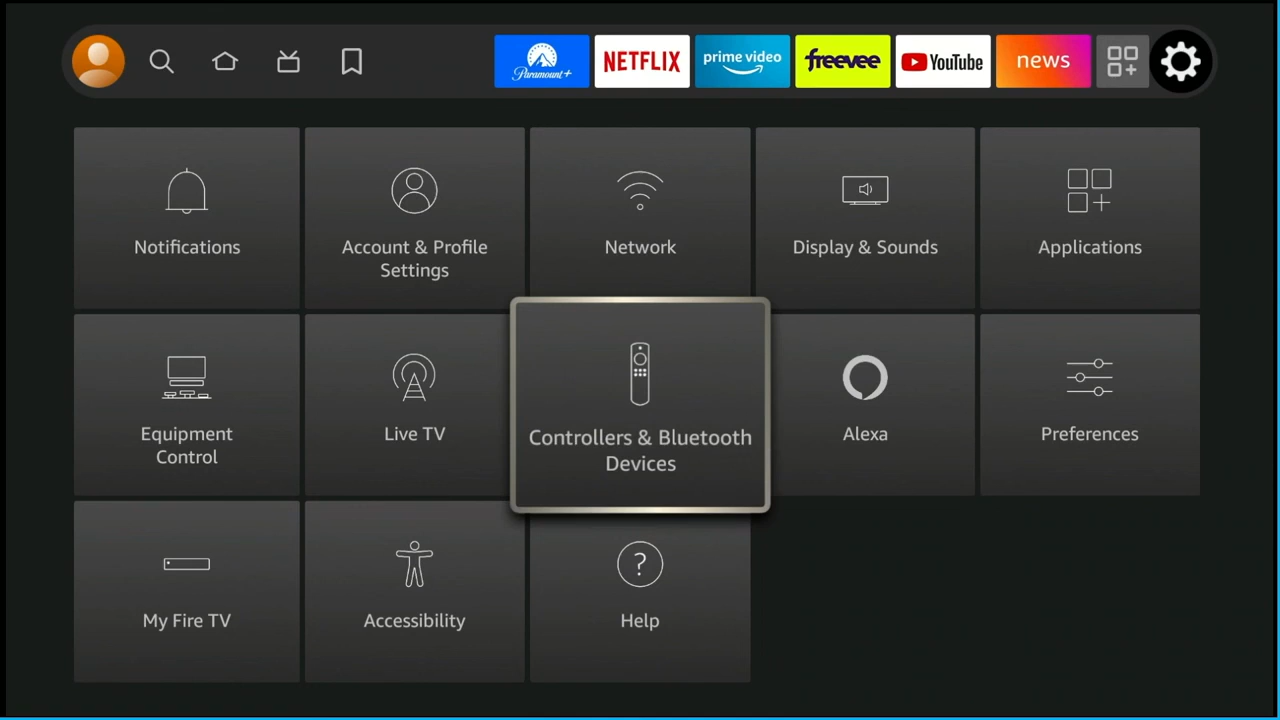 Paramount+
NETFLIX
prime video
freevee
YouTube
news
Notifications
Account & Profile
Settings
Network
Display & Sounds
Applications
Equipment
Control
Live TV
Controllers & Bluetooth
Devices
Alexa
Preferences
My Fire TV
Accessibility
?
Help